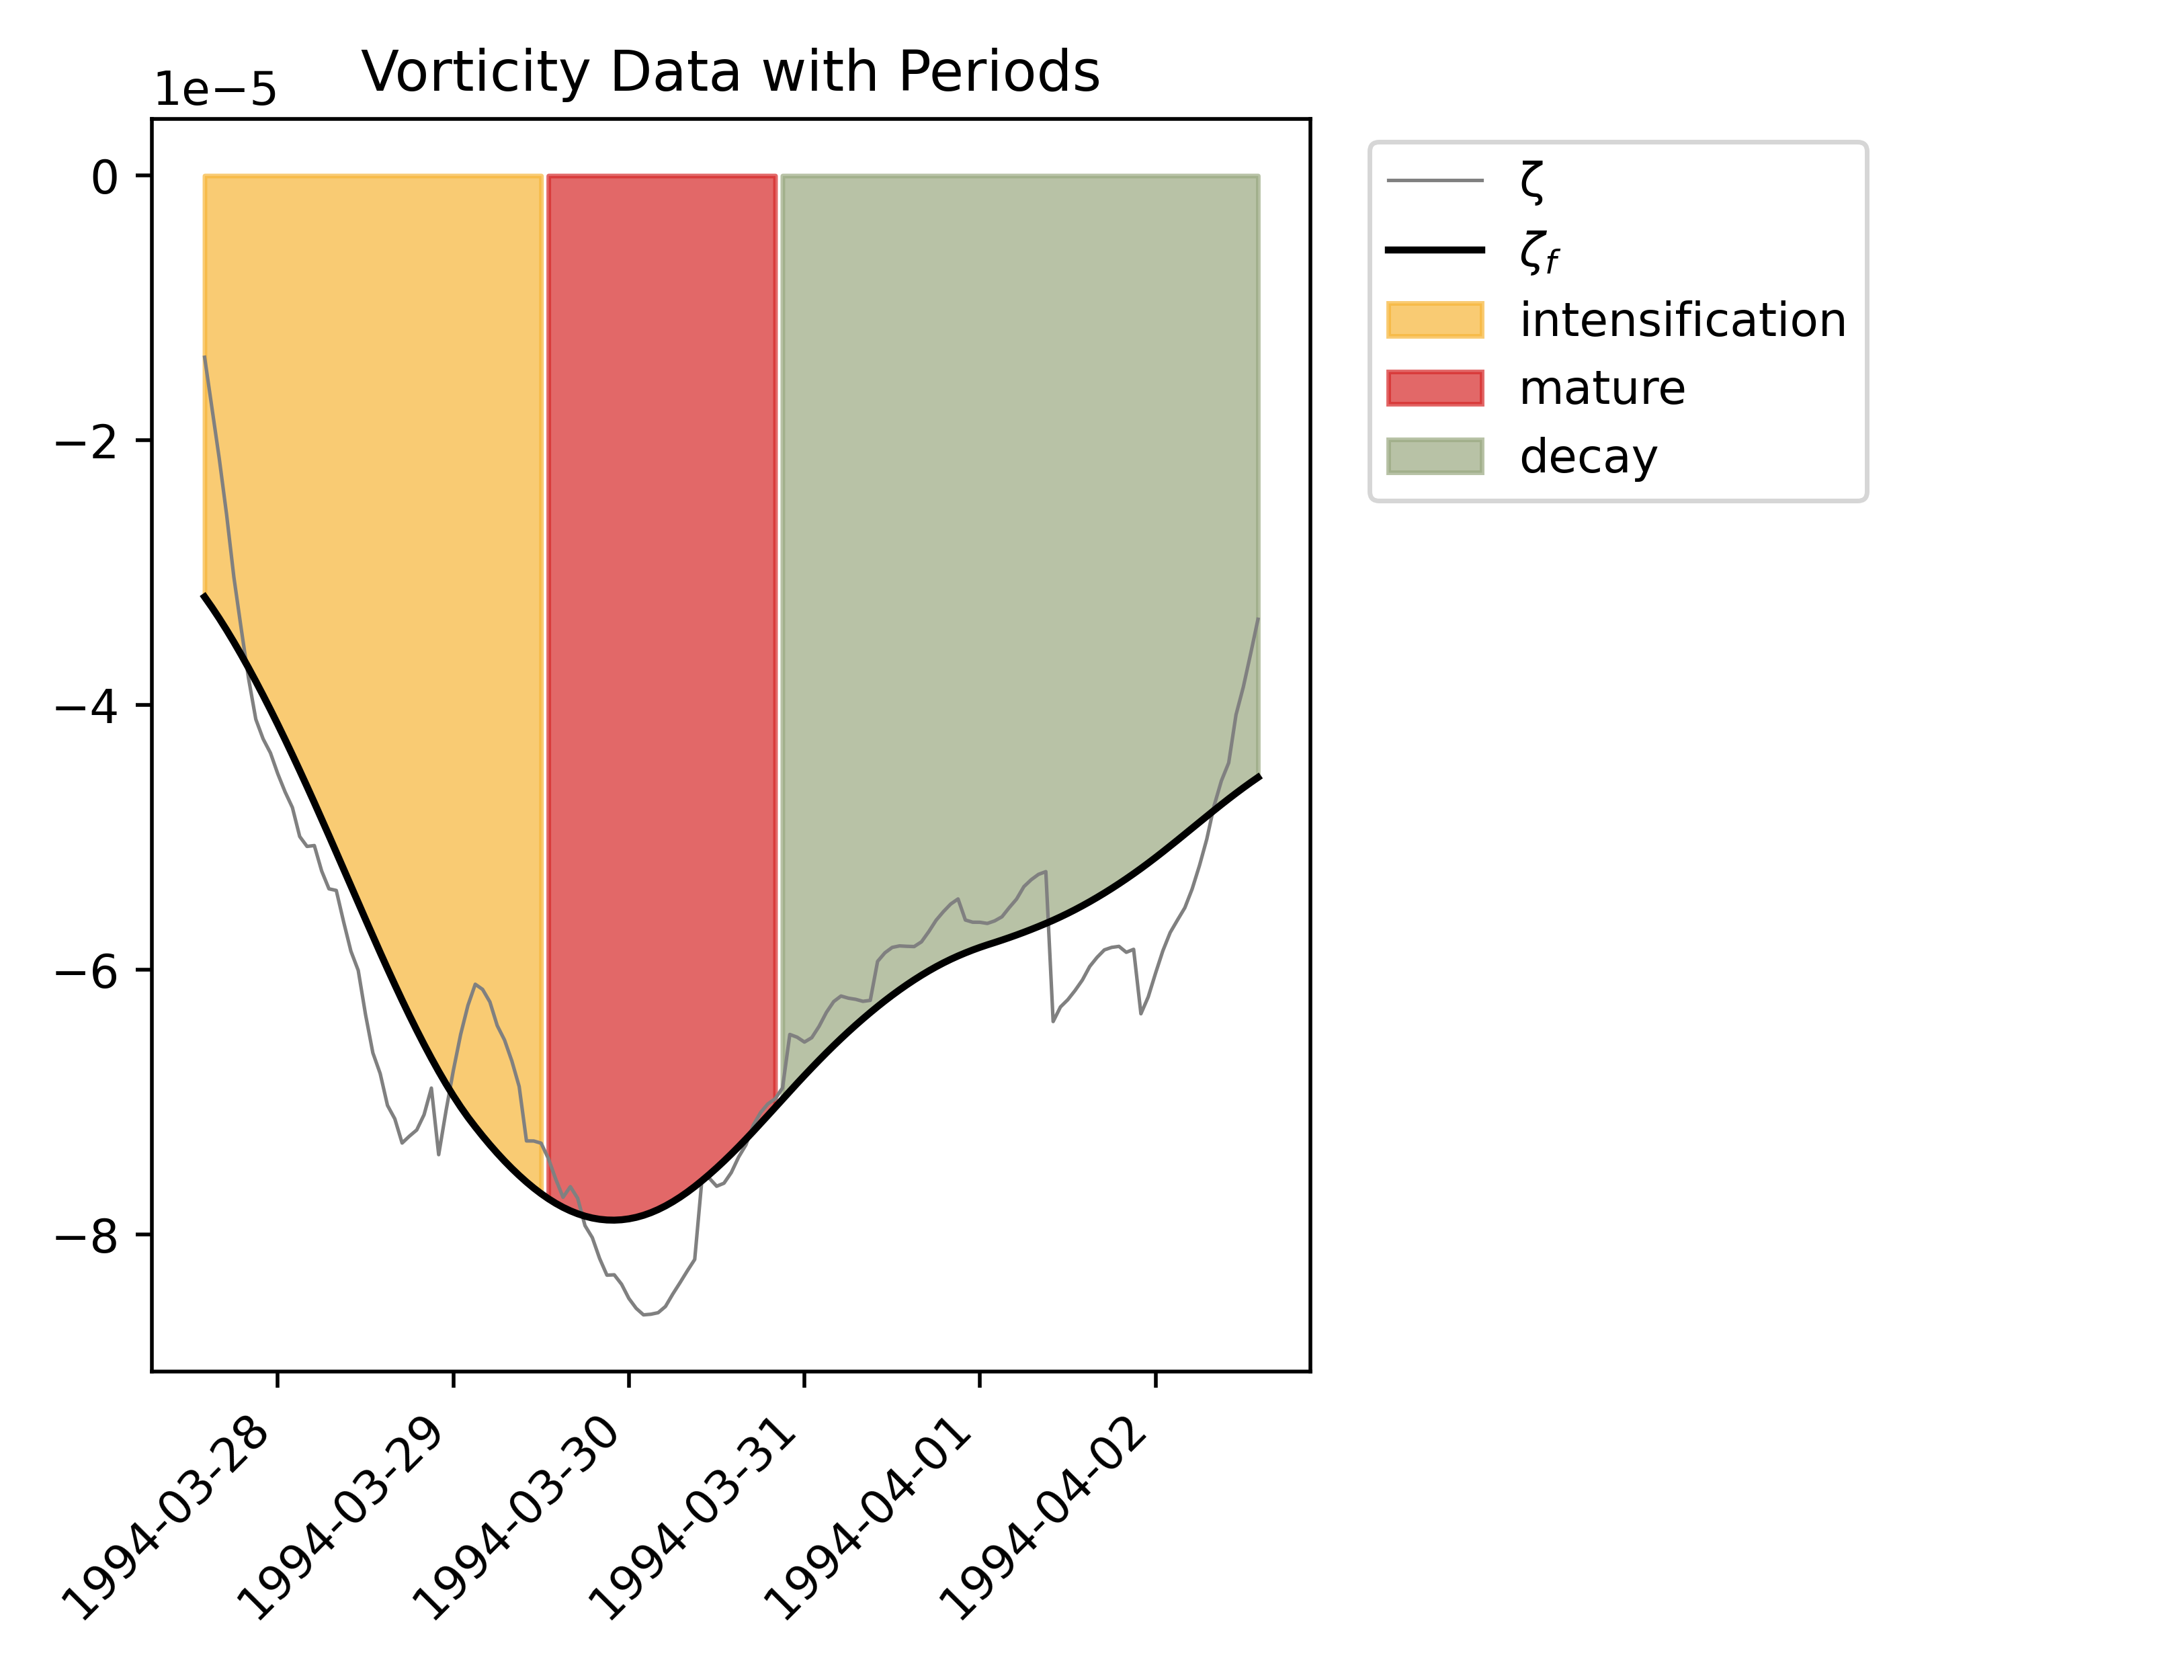 Vorticity Data with Periods
1e−5
0
−2
−4
−6
−8
1994-03-28
1994-03-29
1994-03-30
1994-03-31
1994-04-01
1994-04-02
ζ
ζf
intensification
mature
decay